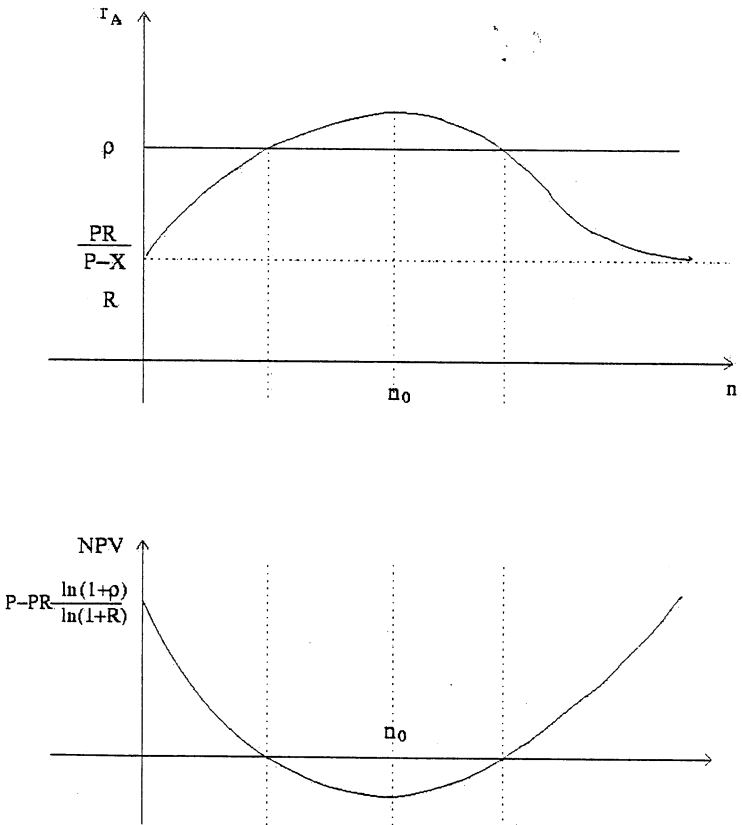 r_A
ρ
PR
P–X
R
n₀
n
NPV
P–PR ln(1+ρ)
ln(1+R)
n₀